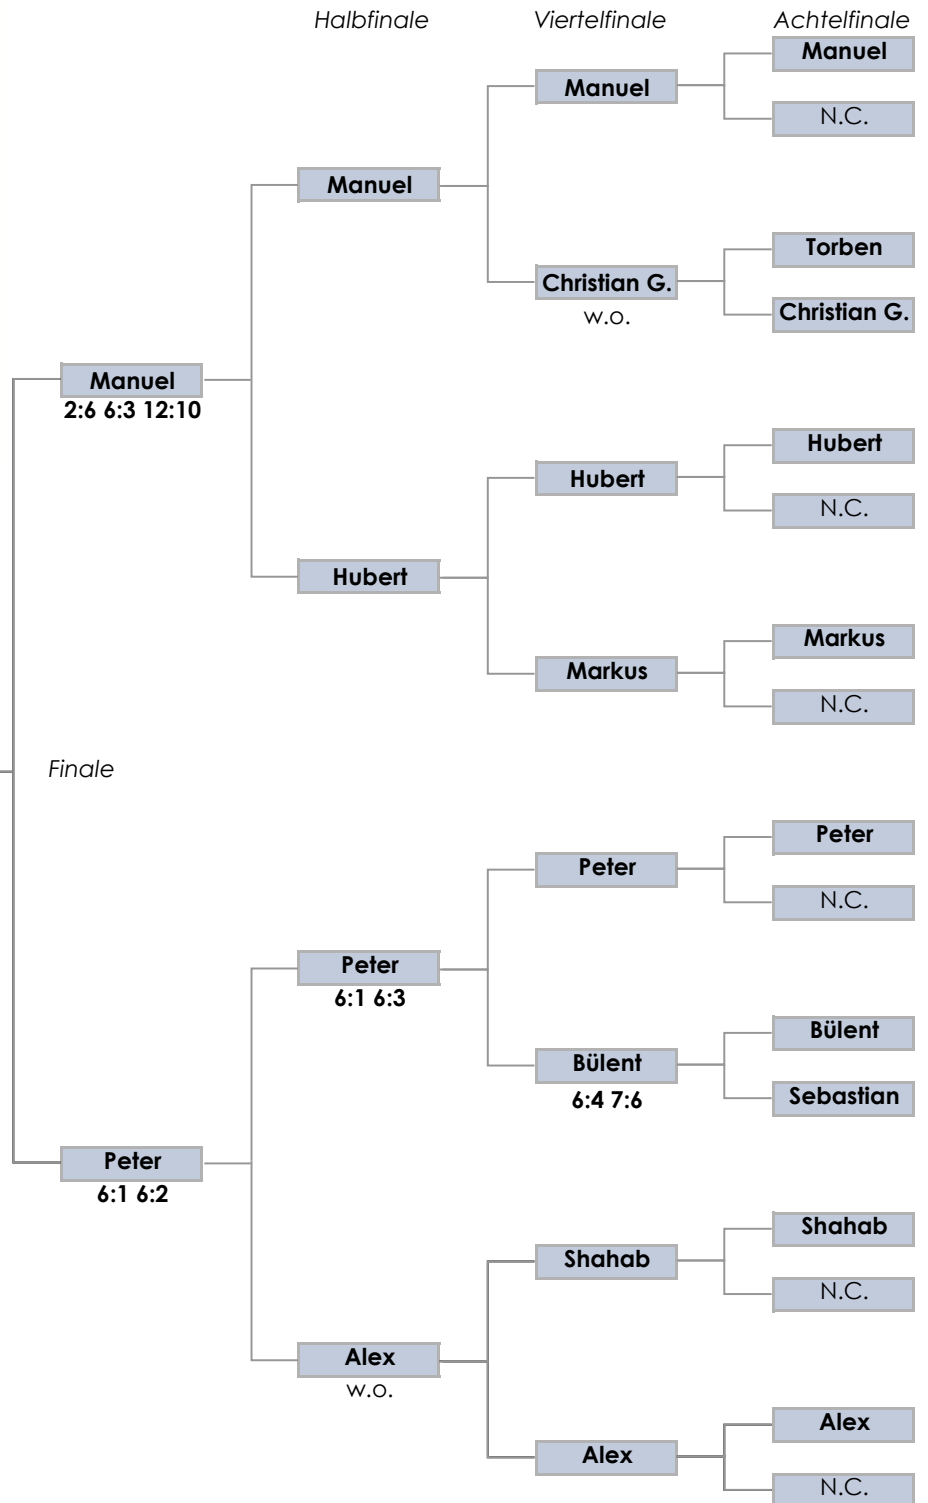 Halbfinale Viertelfinale Achtelfinale
Manuel
Manuel
N.C.
Manuel
Torben
Christian G.
w.o.
Christian G.
Manuel
2:6 6:3 12:10
Hubert
Hubert
N.C.
Hubert
Markus
Markus
N.C.
Finale
Peter
Peter
N.C.
Peter
6:1 6:3
Bülent
Bülent
6:4 7:6
Sebastian
Peter
6:1 6:2
Shahab
Shahab
N.C.
Alex
w.o.
Alex
Alex
N.C.